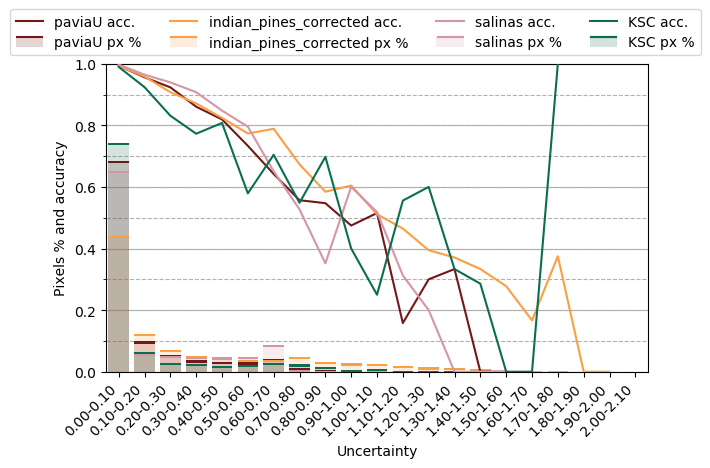 paviaU acc. indian_pines_corrected acc. salinas acc. KSC acc.
paviaU px % indian_pines_corrected px % salinas px % KSC px %
1.0
0.8
0.6
0.4
0.2
0.0
Pixels % and accuracy
0.00-0.10 0.10-0.20 0.20-0.30 0.30-0.40 0.40-0.50 0.50-0.60 0.60-0.70 0.70-0.80 0.80-0.90 0.90-1.00 1.00-1.10 1.10-1.20 1.20-1.30 1.30-1.40 1.40-1.50 1.50-1.60 1.60-1.70 1.70-1.80 1.80-1.90 1.90-2.00 2.00-2.10
Uncertainty